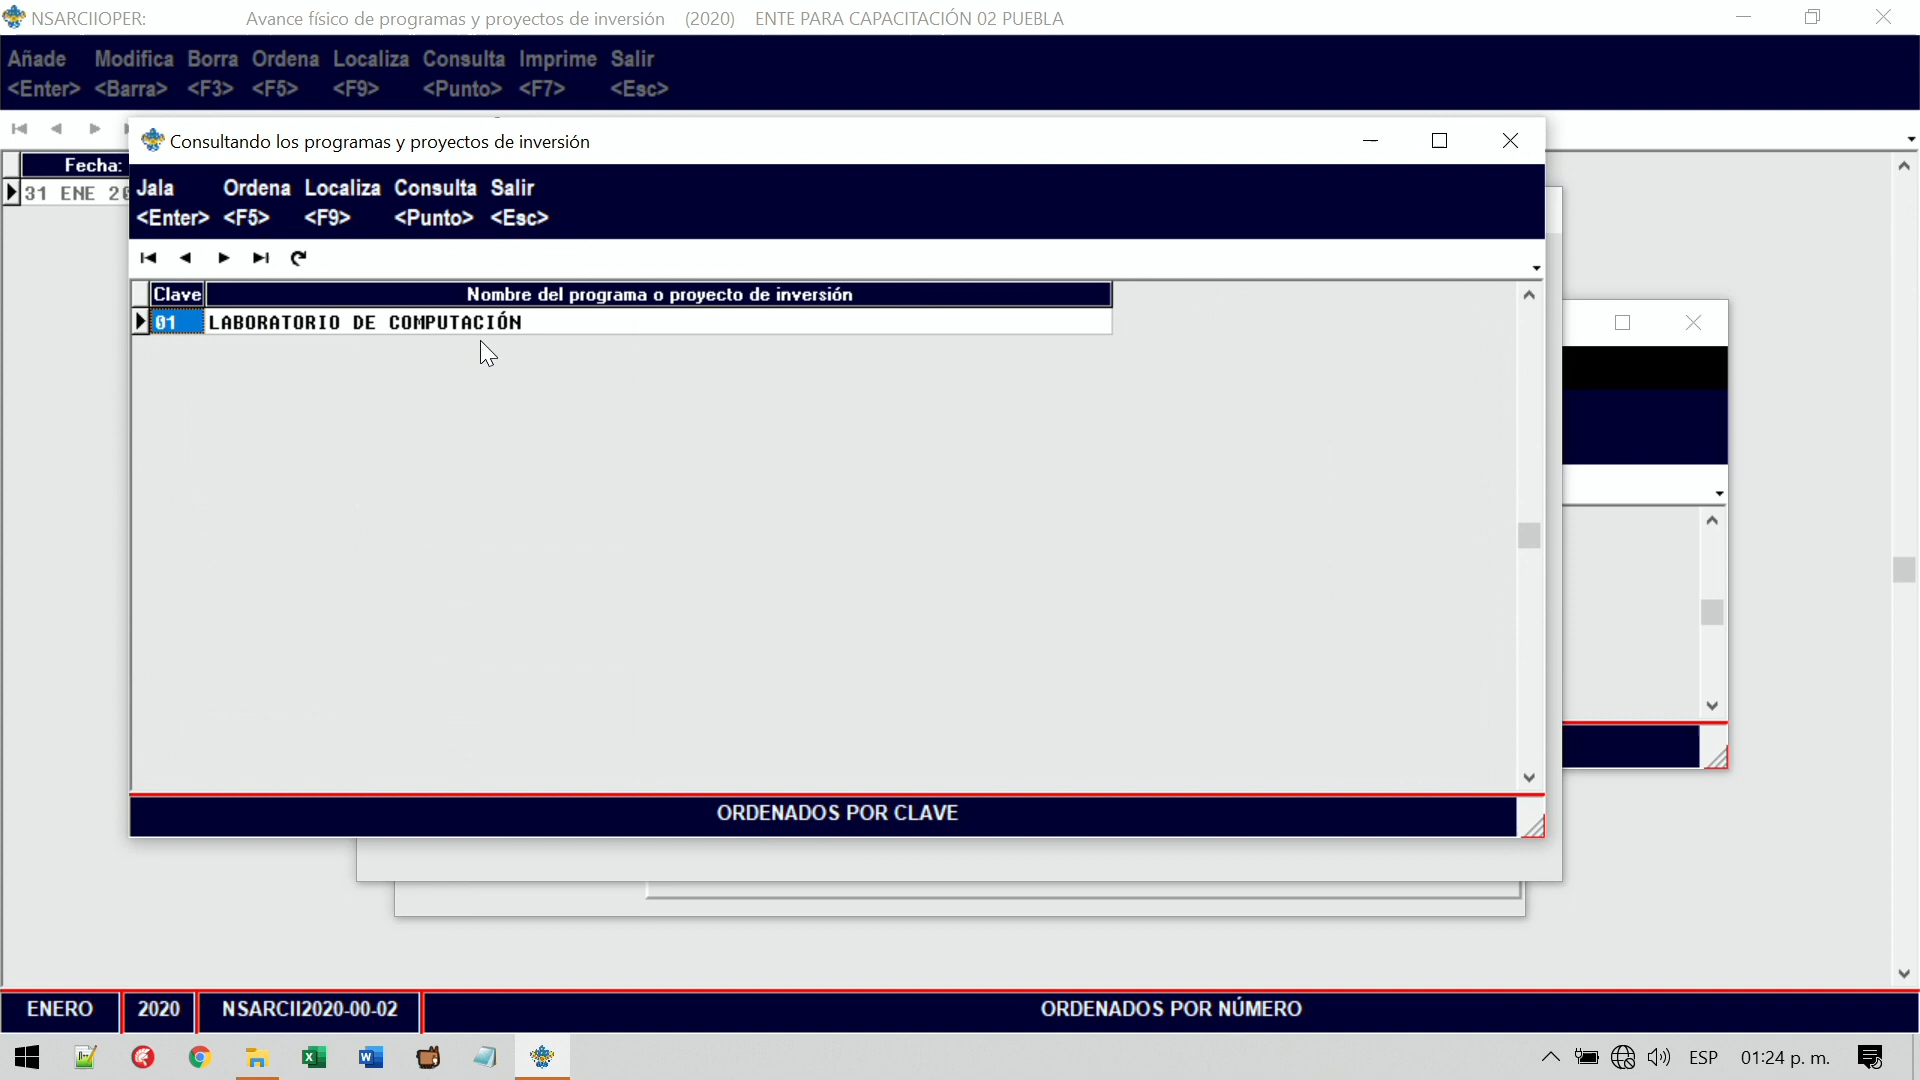 NSARCIIOPER: Avance físico de programas y proyectos de inversión (2020) ENTE PARA CAPACITACIÓN 02 PUEBLA
Añade Modifica Borra Ordena Localiza Consulta Imprime Salir
<Enter> <Barra> <F3> <F5> <F9> <Punto> <F7> <Esc>
Fecha:
31 ENE
Consultando los programas y proyectos de inversión
Jala Ordena Localiza Consulta Salir
<Enter> <F5> <F9> <Punto> <Esc>
Clave Nombre del programa o proyecto de inversión
01 LABORATORIO DE COMPUTACIÓN
ORDENADOS POR CLAVE
ENERO 2020 NSARCII2020-00-02 ORDENADOS POR NÚMERO
ESP 01:24 p. m.